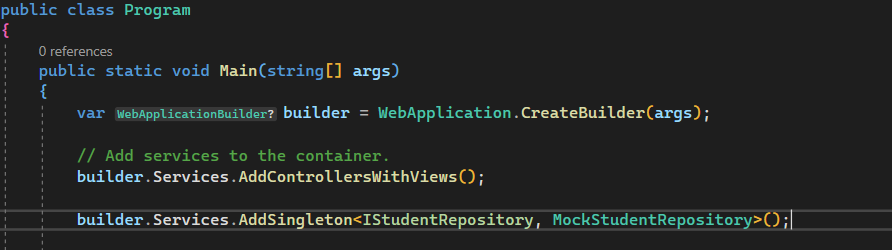 public class Program
{
0 references
public static void Main(string[] args)
{
var WebApplicationBuilder? builder = WebApplication.CreateBuilder(args);
// Add services to the container.
builder.Services.AddControllersWithViews();
builder.Services.AddSingleton<IStudentRepository, MockStudentRepository>();